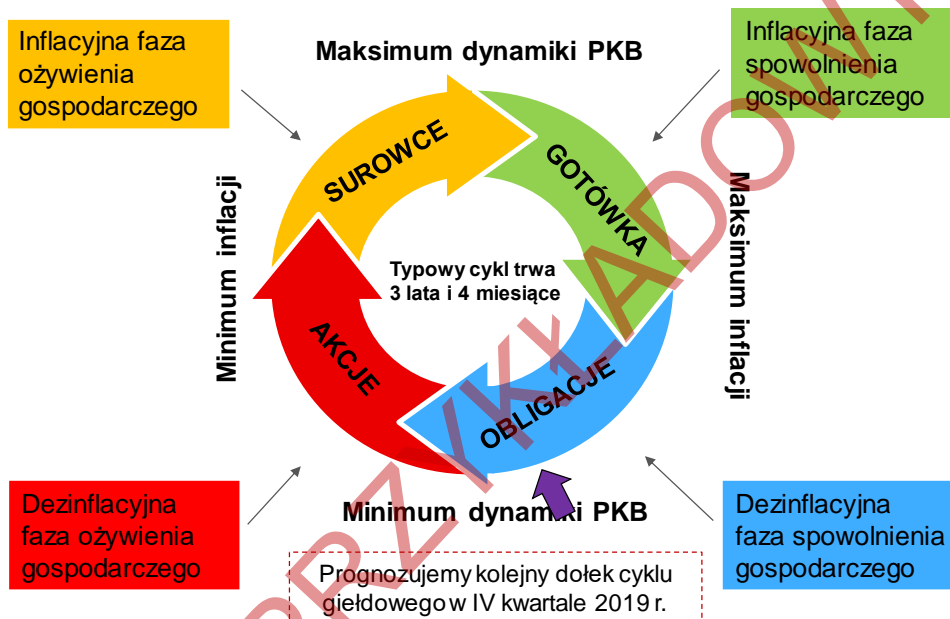 Inflacyjna faza
ożywienia
gospodarczego
Maksimum dynamiki PKB
Inflacyjna faza
spowolnienia
gospodarczego
SUROWCE
GOTÓWKA
Minimum inflacji
Maksimum inflacji
Typowy cykl trwa
3 lata i 4 miesiące
AKCJE
OBLIGACJE
Dezinflacyjna
faza ożywienia
gospodarczego
Minimum dynamiki PKB
Dezinflacyjna
faza spowolnienia
gospodarczego
Prognozujemy kolejny dołek cyklu
giełdowego w IV kwartale 2019 r.
PRZYKŁADOW